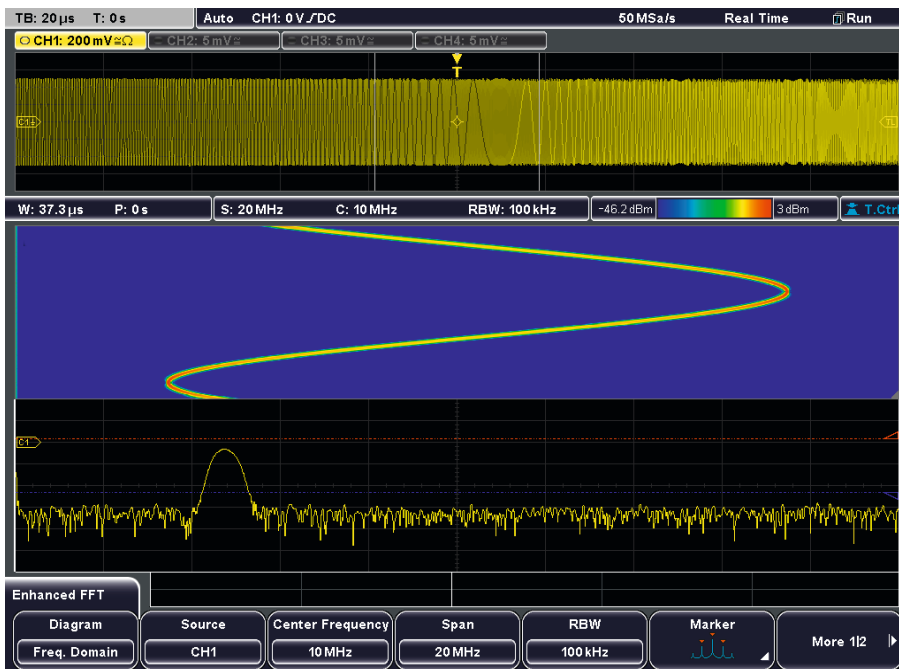 TB: 20 µs T: 0 s Auto CH1: 0 V DC 50 MSa/s Real Time Run
CH1: 200 mV≅Ω CH2: 5 mV≅ CH3: 5 mV≅ CH4: 5 mV≅
T
C1 TL
W: 37.3 µs P: 0 s S: 20 MHz C: 10 MHz RBW: 100 kHz -46.2 dBm 3 dBm T.Ctrl
C1
Enhanced FFT
Diagram Source Center Frequency Span RBW Marker More 1|2
Freq. Domain CH1 10 MHz 20 MHz 100 kHz